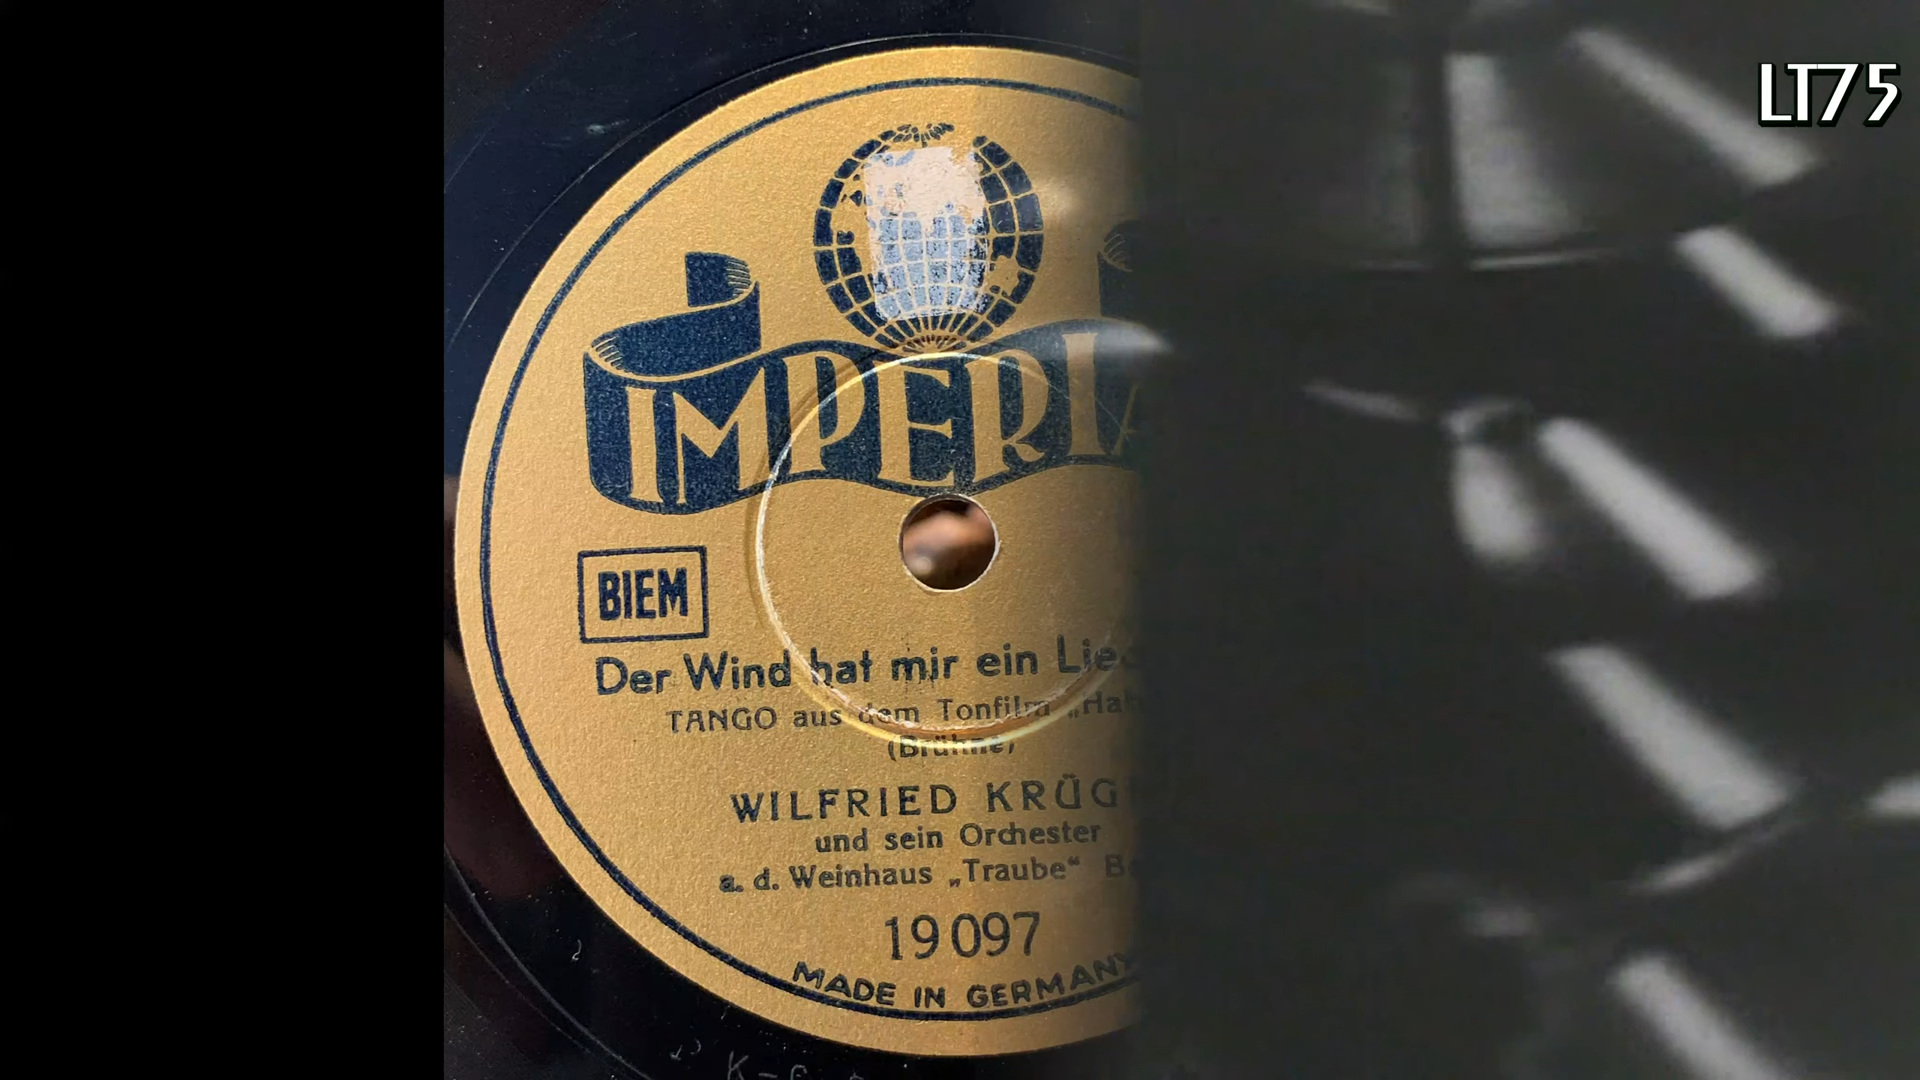 LT75
IMPERIA
BIEM
Der Wind hat mir ein Lied
TANGO aus dem Tonfilm „Ha
(Brühne)
WILFRIED KRÜG
und sein Orchester
a. d. Weinhaus „Traube“ B
19097
MADE IN GERMANY